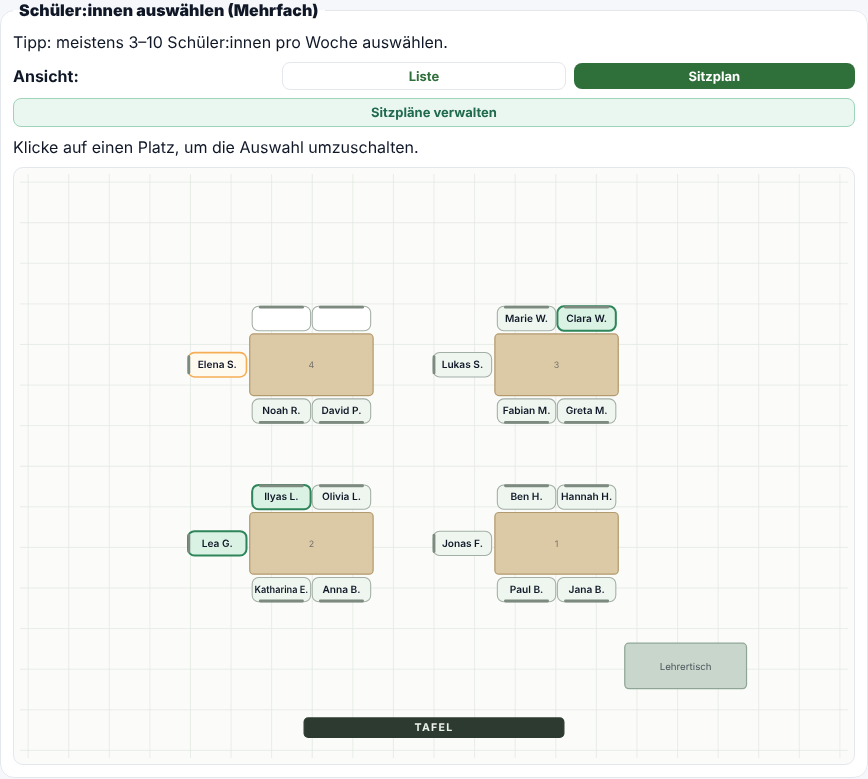 Schüler:innen auswählen (Mehrfach)
Tipp: meistens 3–10 Schüler:innen pro Woche auswählen.
Ansicht: Liste Sitzplan
Sitzpläne verwalten
Klicke auf einen Platz, um die Auswahl umzuschalten.
Marie W. Clara W.
Elena S. 4 Lukas S. 3
Noah R. David P. Fabian M. Greta M.
Ilyas L. Olivia L. Ben H. Hannah H.
Lea G. 2 Jonas F. 1
Katharina E. Anna B. Paul B. Jana B.
Lehrertisch
TAFEL